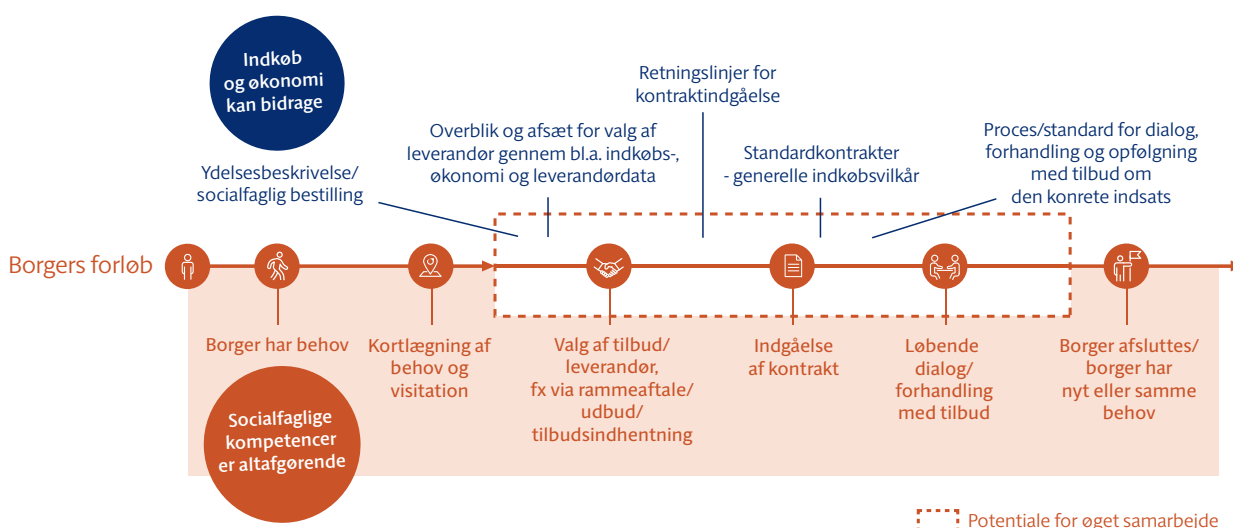 Indkøb
og økonomi
kan bidrage
Ydelsesbeskrivelse/
socialfaglig bestilling
Overblik og afsæt for valg af
leverandør gennem bl.a. indkøbs-,
økonomi og leverandørdata
Retningslinjer for
kontraktindgåelse
Standardkontrakter
- generelle indkøbsvilkår
Proces/standard for dialog,
forhandling og opfølgning
med tilbud om
den konkrete indsats
Borgers forløb
Borger har behov
Kortlægning af
behov og
visitation
Valg af tilbud/
leverandør,
fx via rammeaftale/
udbud/
tilbudsindhentning
Indgåelse
af kontrakt
Løbende
dialog/
forhandling
med tilbud
Borger afsluttes/
borger har
nyt eller samme
behov
Socialfaglige
kompetencer
er altafgørende
Potentiale for øget samarbejde